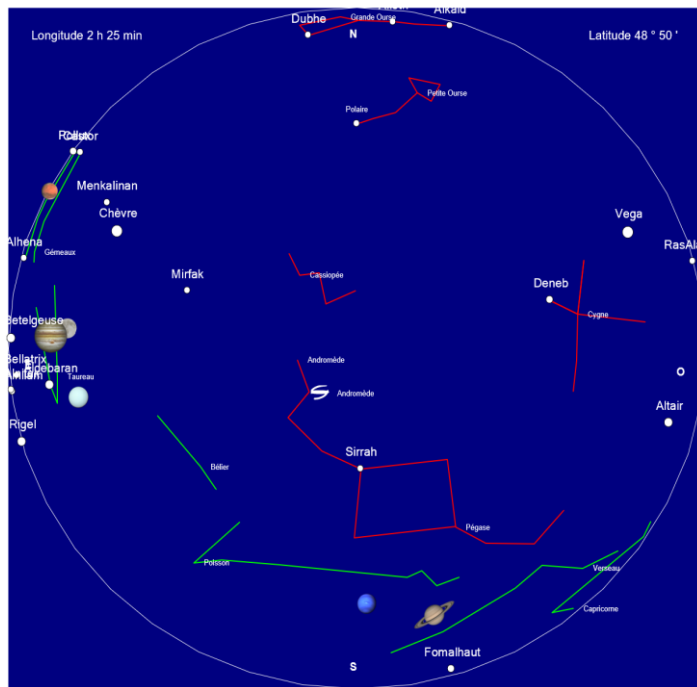 Dubhe
Grande Ourse
Alkaid
Longitude 2 h 25 min
N
Latitude 48 ° 50 '
Petite Ourse
Polaire
Castor
Menkalinan
Chèvre
Vega
Alhena
Gémeaux
RasAla
Cassiopée
Mirfak
Deneb
Cygne
Betelgeuse
Bellatrix
Aldebaran
Taureau
Andromède
Andromède
O
Altair
Rigel
Sirrah
Bélier
Pégase
Poisson
Verseau
Capricorne
Fomalhaut
S